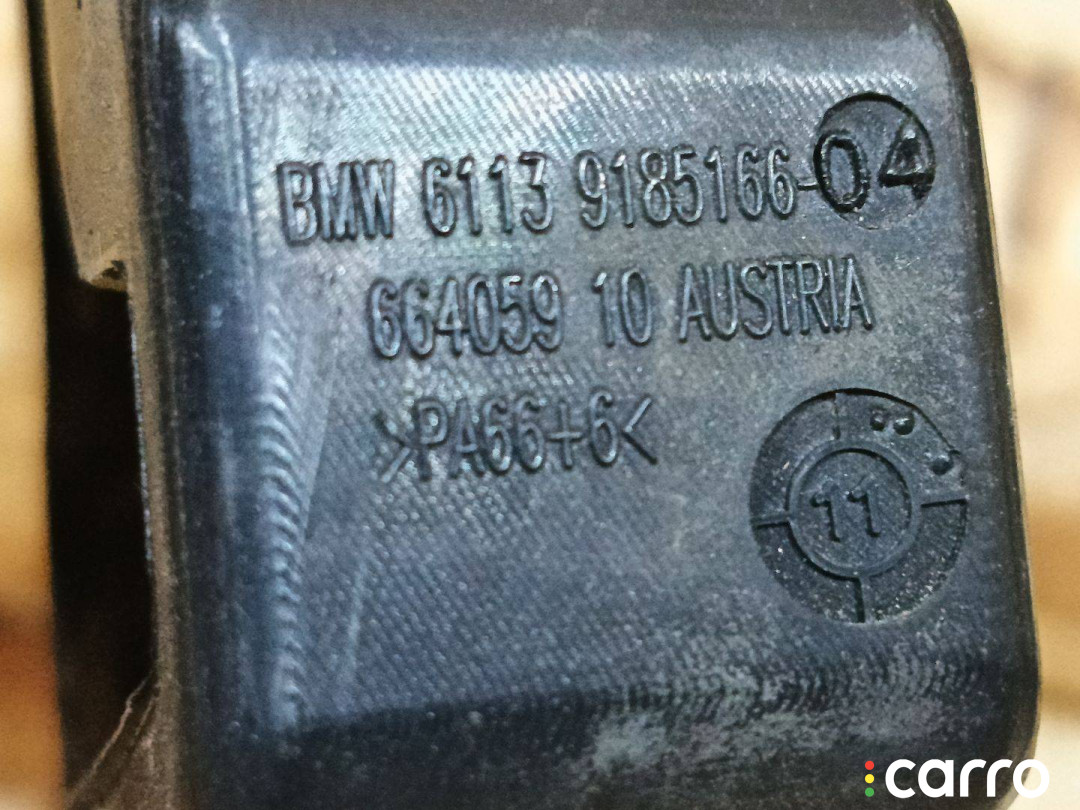 BMW 6113 9185166-04
664059 10 AUSTRIA
>PA66+6<
11
carro